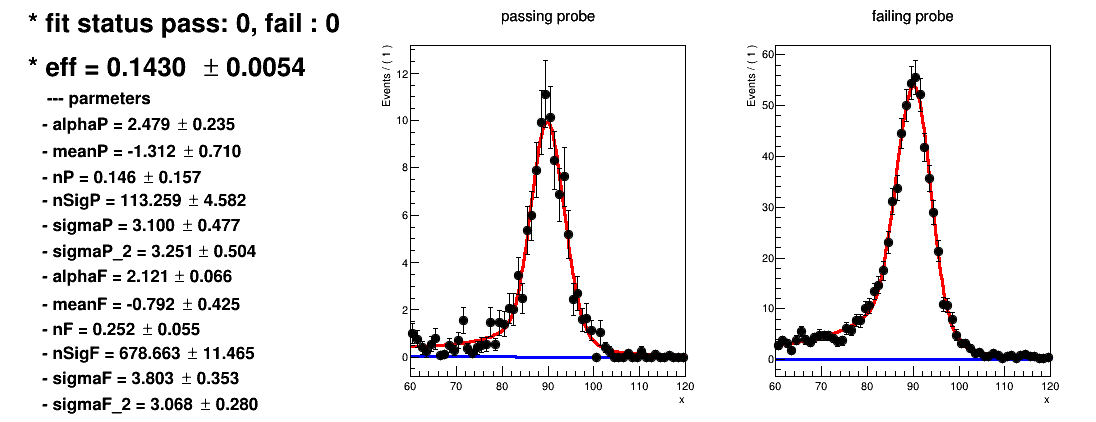 * fit status pass: 0, fail : 0
* eff = 0.1430 ± 0.0054
--- parmeters
- alphaP = 2.479 ± 0.235
- meanP = -1.312 ± 0.710
- nP = 0.146 ± 0.157
- nSigP = 113.259 ± 4.582
- sigmaP = 3.100 ± 0.477
- sigmaP_2 = 3.251 ± 0.504
- alphaF = 2.121 ± 0.066
- meanF = -0.792 ± 0.425
- nF = 0.252 ± 0.055
- nSigF = 678.663 ± 11.465
- sigmaF = 3.803 ± 0.353
- sigmaF_2 = 3.068 ± 0.280
passing probe
Events / ( 1 )
12
10
8
6
4
2
0
60 70 80 90 100 110 120
x
failing probe
Events / ( 1 )
60
50
40
30
20
10
0
60 70 80 90 100 110 120
x